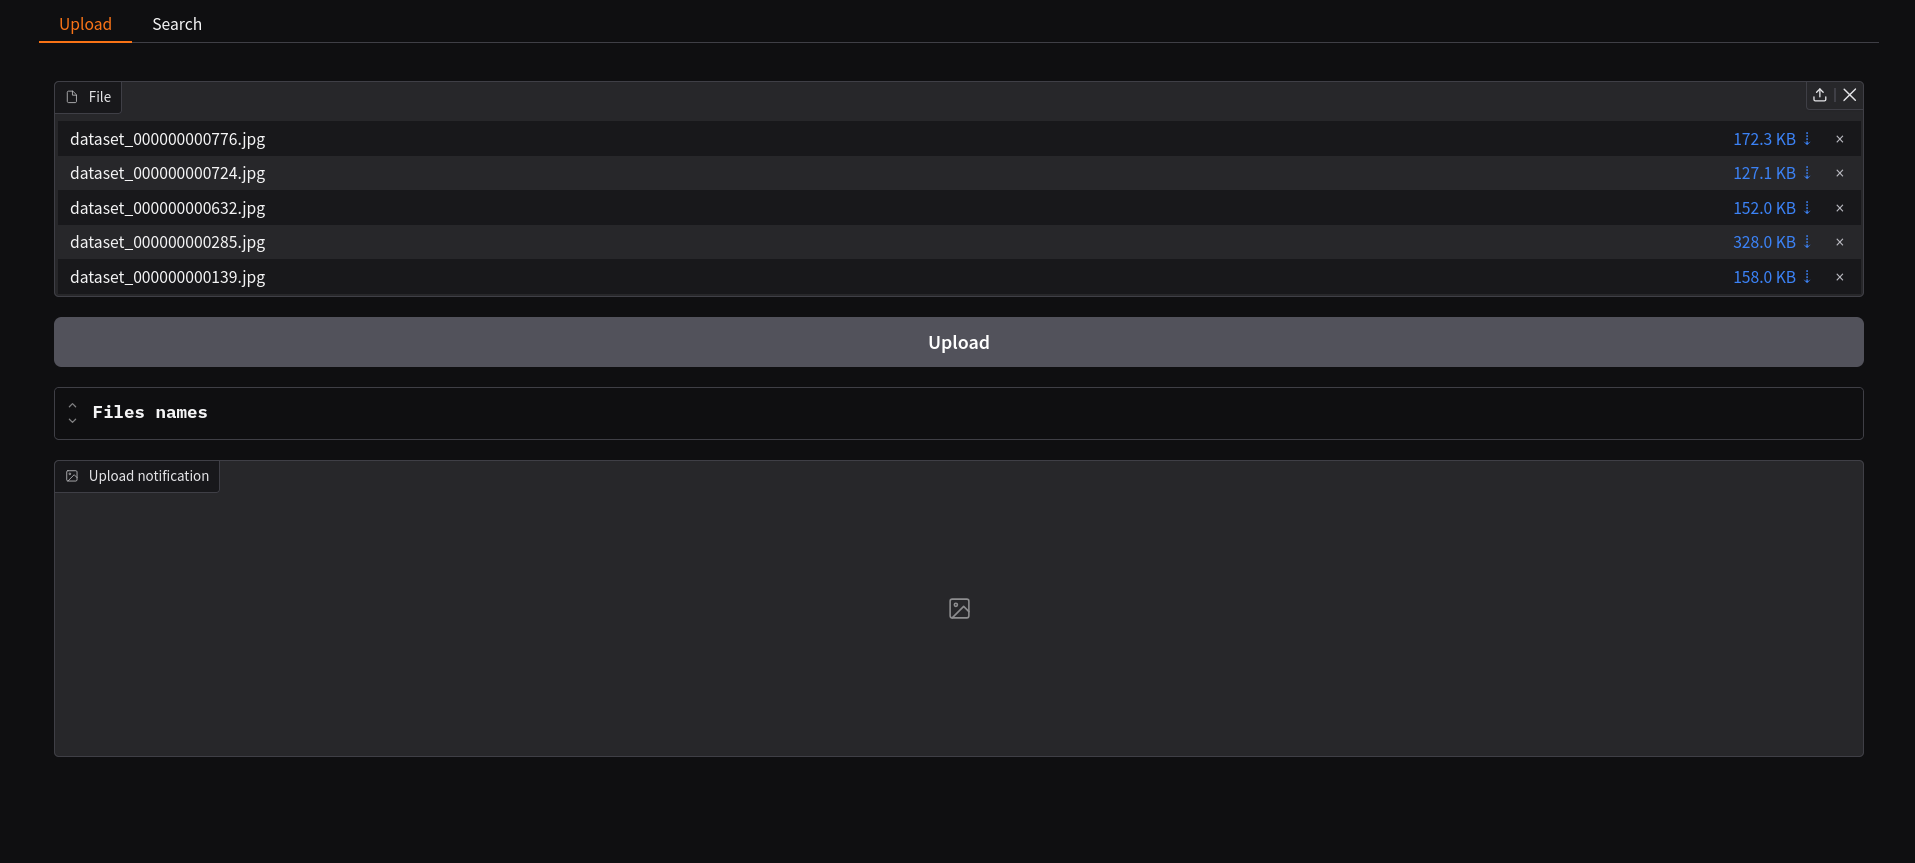 Upload Search
File
dataset_000000000776.jpg 172.3 KB ⇣ ×
dataset_000000000724.jpg 127.1 KB ⇣ ×
dataset_000000000632.jpg 152.0 KB ⇣ ×
dataset_000000000285.jpg 328.0 KB ⇣ ×
dataset_000000000139.jpg 158.0 KB ⇣ ×
Upload
Files names
Upload notification